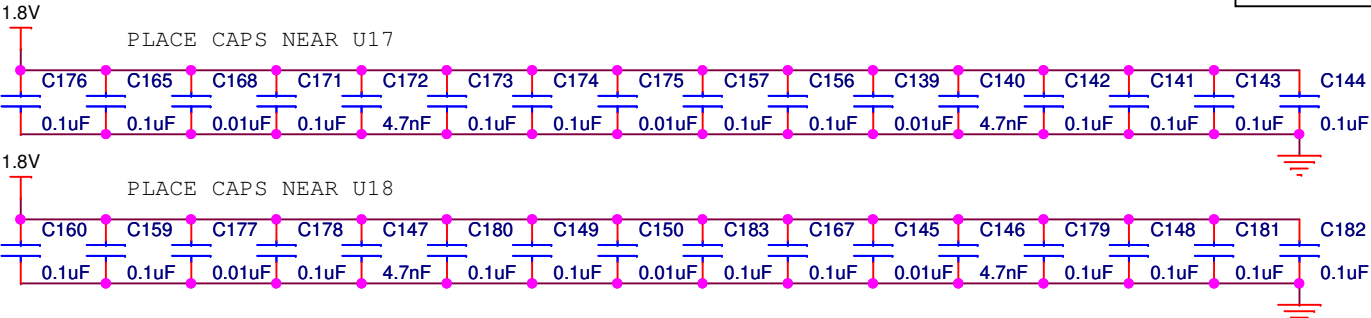 1.8V
PLACE CAPS NEAR U17
C176 C165 C168 C171 C172 C173 C174 C175 C157 C156 C139 C140 C142 C141 C143 C144
0.1uF 0.1uF 0.01uF 0.1uF 4.7nF 0.1uF 0.1uF 0.01uF 0.1uF 0.1uF 0.01uF 4.7nF 0.1uF 0.1uF 0.1uF 0.1uF
1.8V
PLACE CAPS NEAR U18
C160 C159 C177 C178 C147 C180 C149 C150 C183 C167 C145 C146 C179 C148 C181 C182
0.1uF 0.1uF 0.01uF 0.1uF 4.7nF 0.1uF 0.1uF 0.01uF 0.1uF 0.1uF 0.01uF 4.7nF 0.1uF 0.1uF 0.1uF 0.1uF